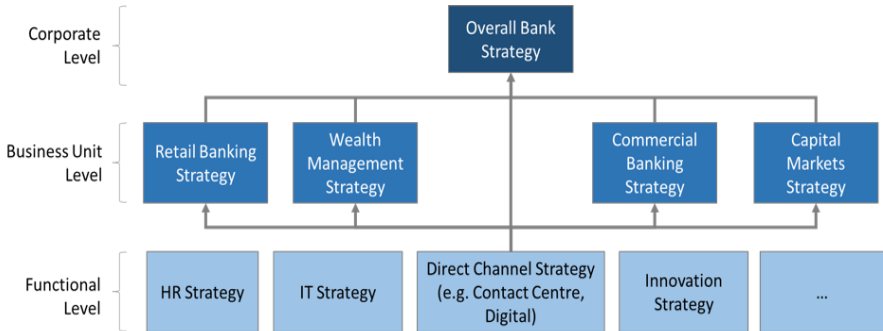 Corporate
Level
Overall Bank
Strategy
Business Unit
Level
Retail Banking
Strategy
Wealth
Management
Strategy
Commercial
Banking
Strategy
Capital
Markets
Strategy
Functional
Level
HR Strategy
IT Strategy
Direct Channel Strategy
(e.g. Contact Centre,
Digital)
Innovation
Strategy
...